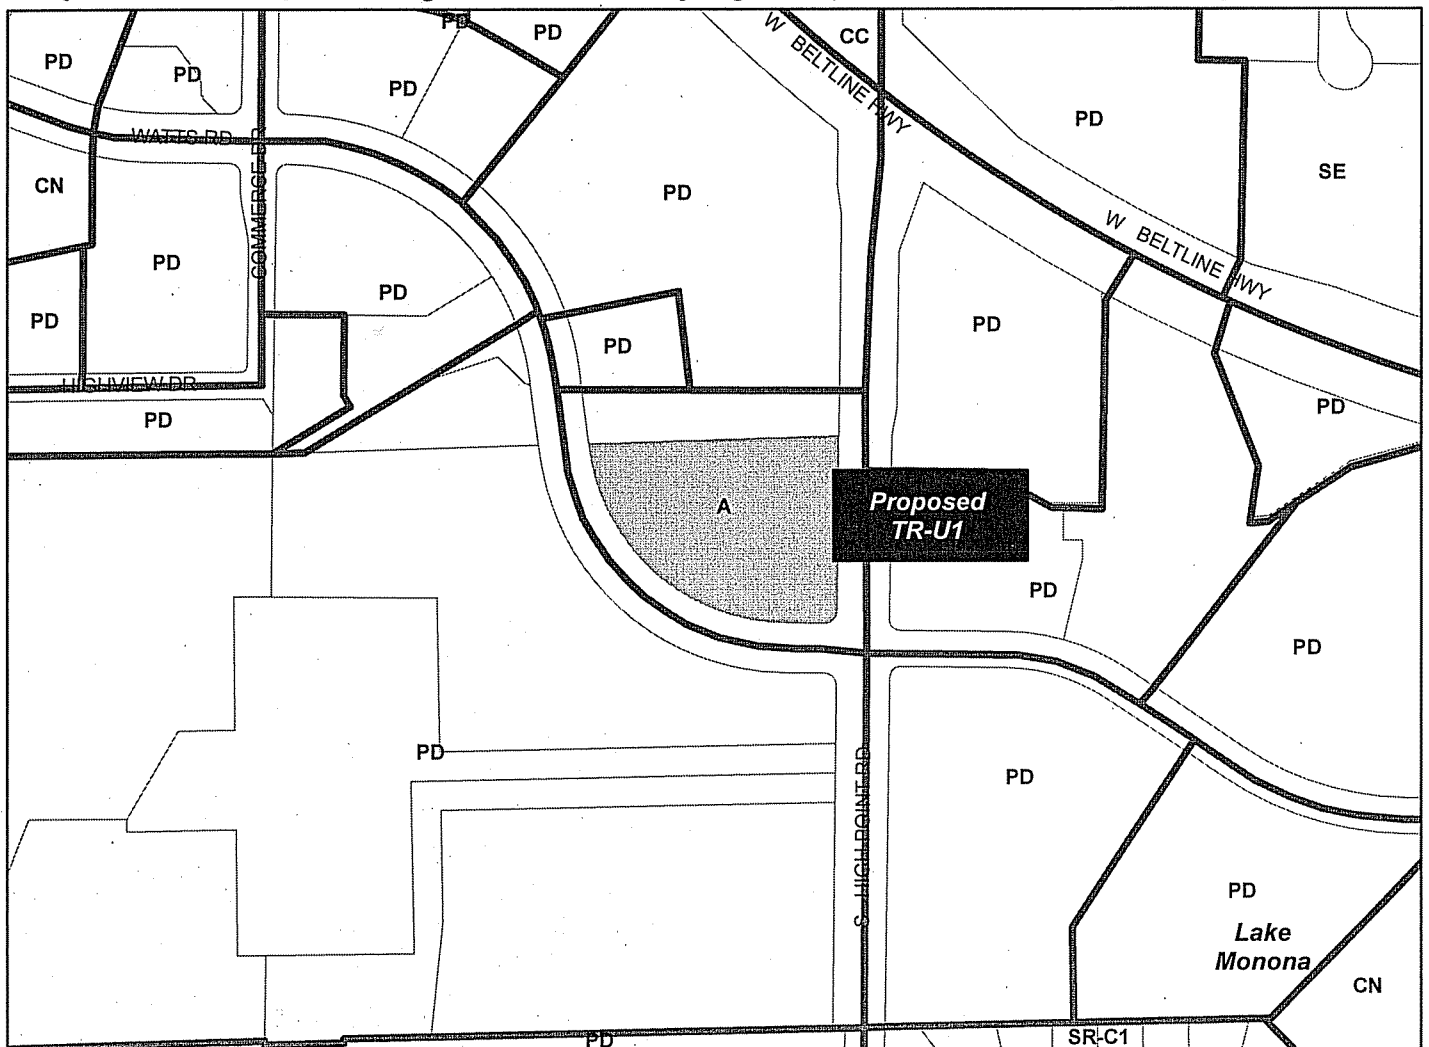 PD
PD
W BELTLINE HWY
CC
PD
PD
PD
PD
WATTS RD
COMMERCE DR
CN
PD
SE
W BELTLINE HWY
PD
PD
PD
PD
PD
HIGHVIEW DR
PD
PD
A
Proposed
TR-U1
PD
PD
PD
PD
S HIGH POINT RD
PD
Lake
Monona
CN
PD
SR-C1